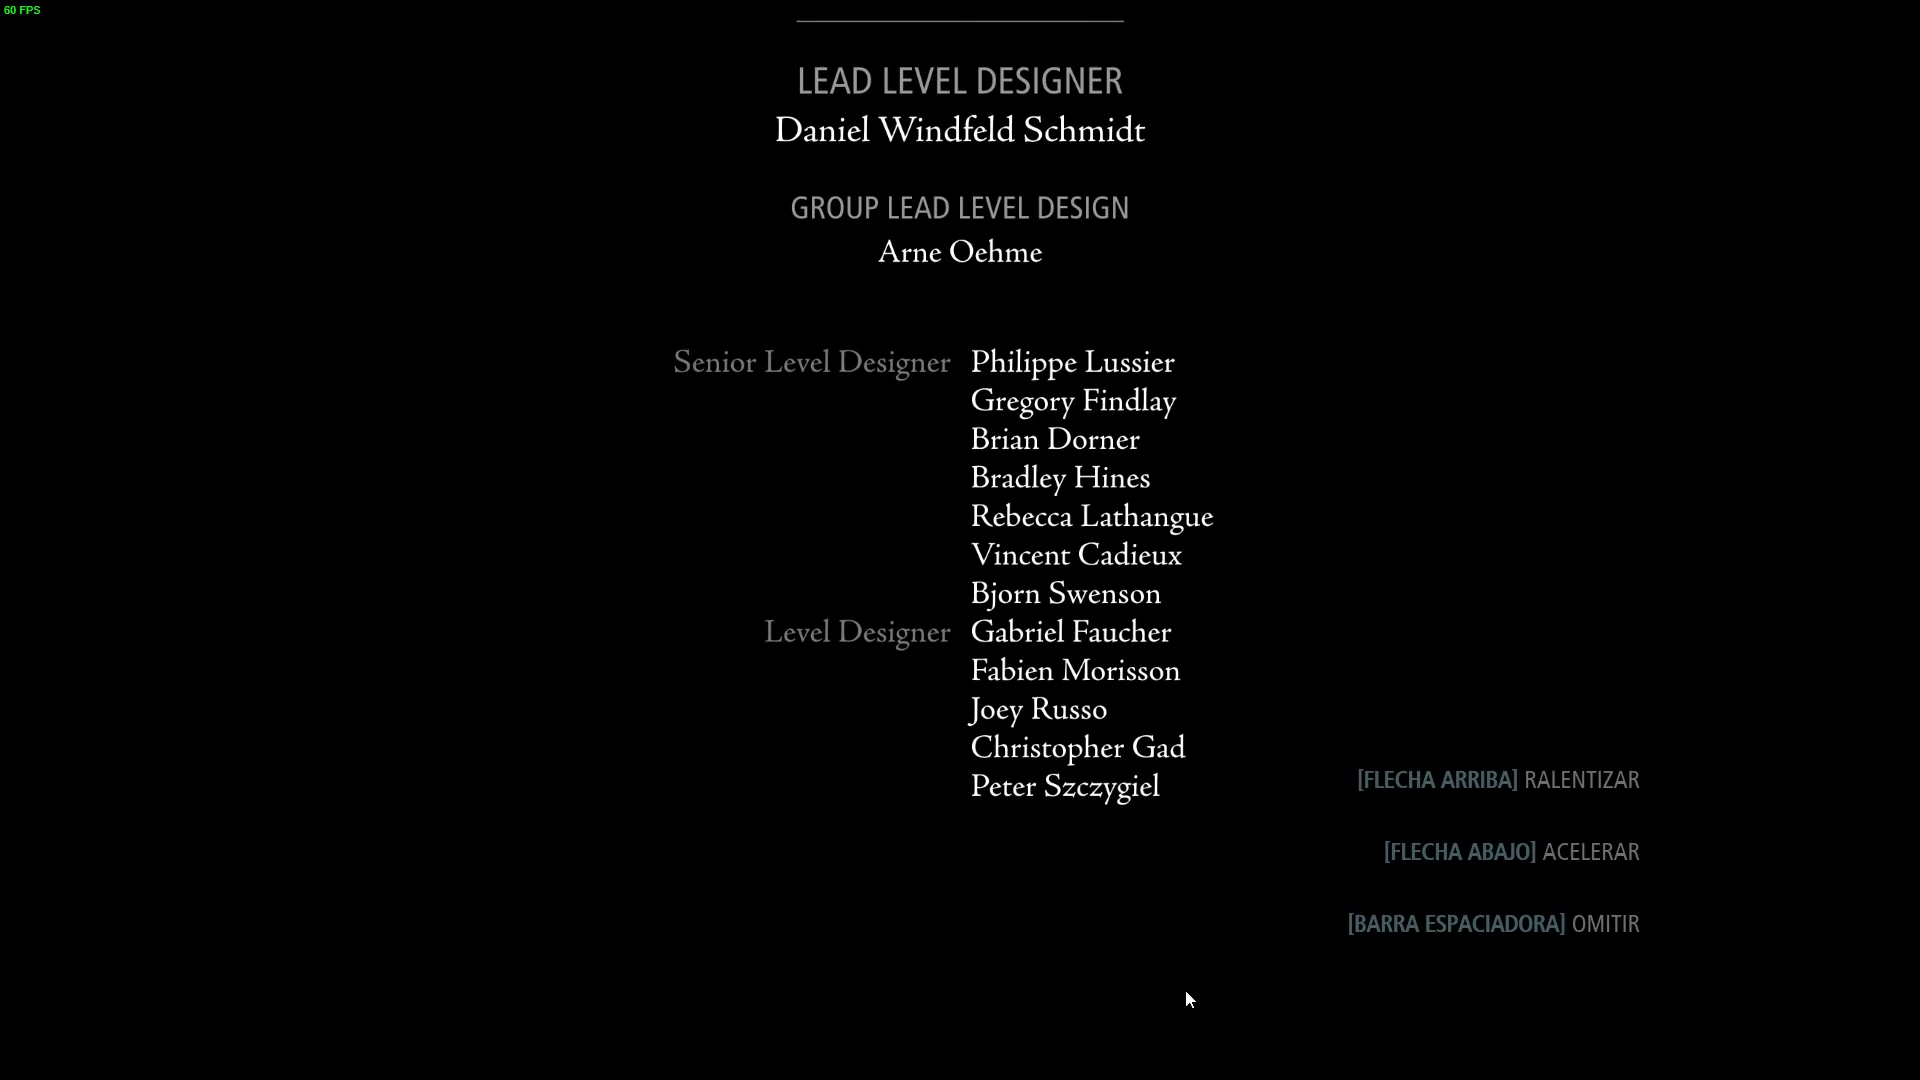 60 FPS
LEAD LEVEL DESIGNER
Daniel Windfeld Schmidt
GROUP LEAD LEVEL DESIGN
Arne Oehme
Senior Level Designer Philippe Lussier
Gregory Findlay
Brian Dorner
Bradley Hines
Rebecca Lathangue
Vincent Cadieux
Bjorn Swenson
Level Designer Gabriel Faucher
Fabien Morisson
Joey Russo
Christopher Gad
Peter Szczygiel
[FLECHA ARRIBA] RALENTIZAR
[FLECHA ABAJO] ACELERAR
[BARRA ESPACIADORA] OMITIR